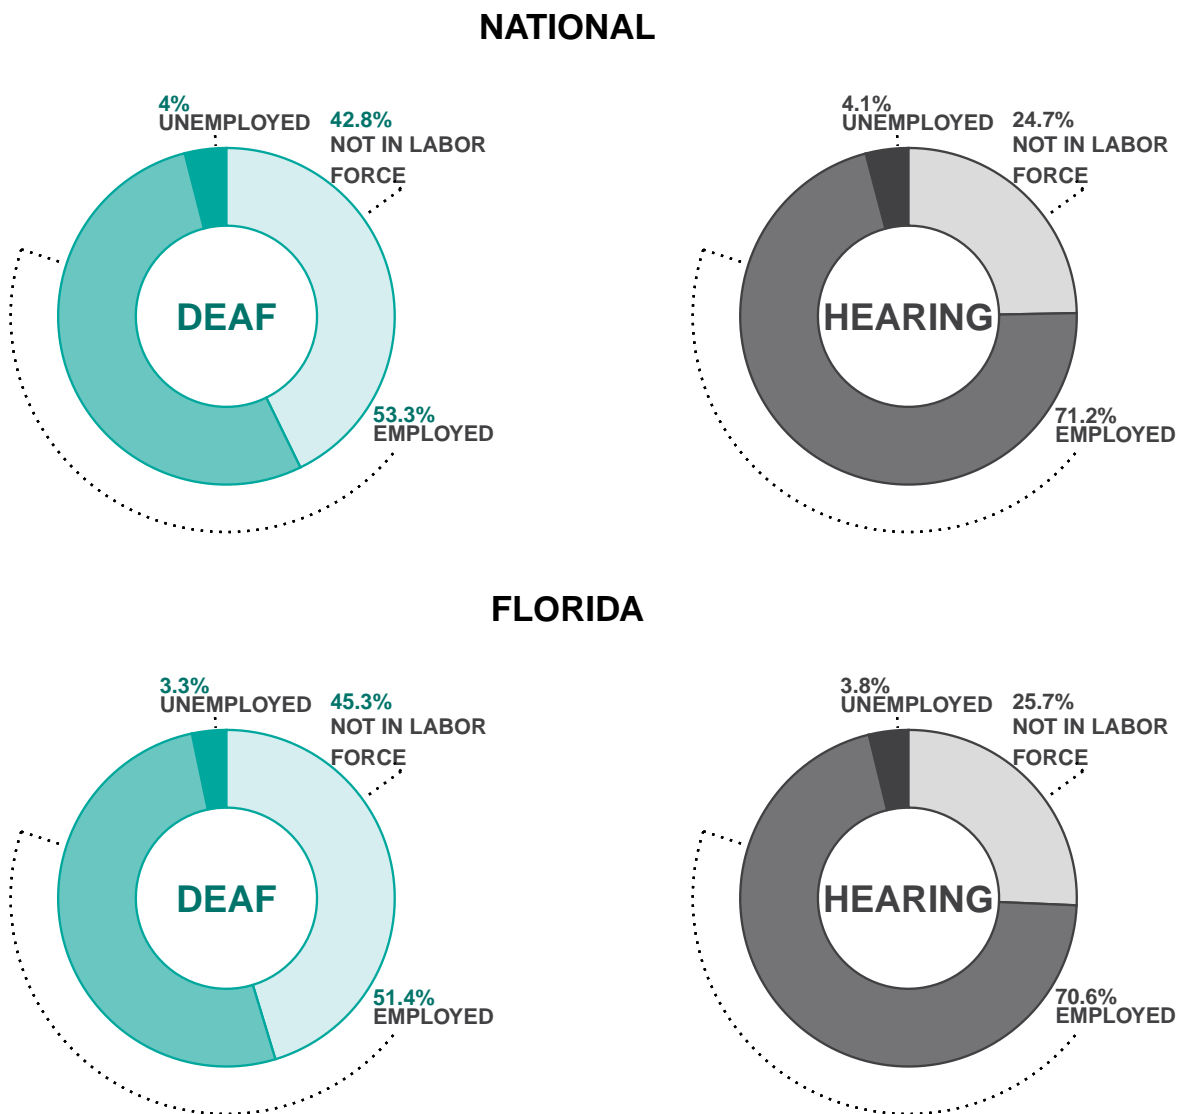 NATIONAL
4%
UNEMPLOYED
42.8%
NOT IN LABOR
FORCE
DEAF
53.3%
EMPLOYED
4.1%
UNEMPLOYED
24.7%
NOT IN LABOR
FORCE
HEARING
71.2%
EMPLOYED
FLORIDA
3.3%
UNEMPLOYED
45.3%
NOT IN LABOR
FORCE
DEAF
51.4%
EMPLOYED
3.8%
UNEMPLOYED
25.7%
NOT IN LABOR
FORCE
HEARING
70.6%
EMPLOYED